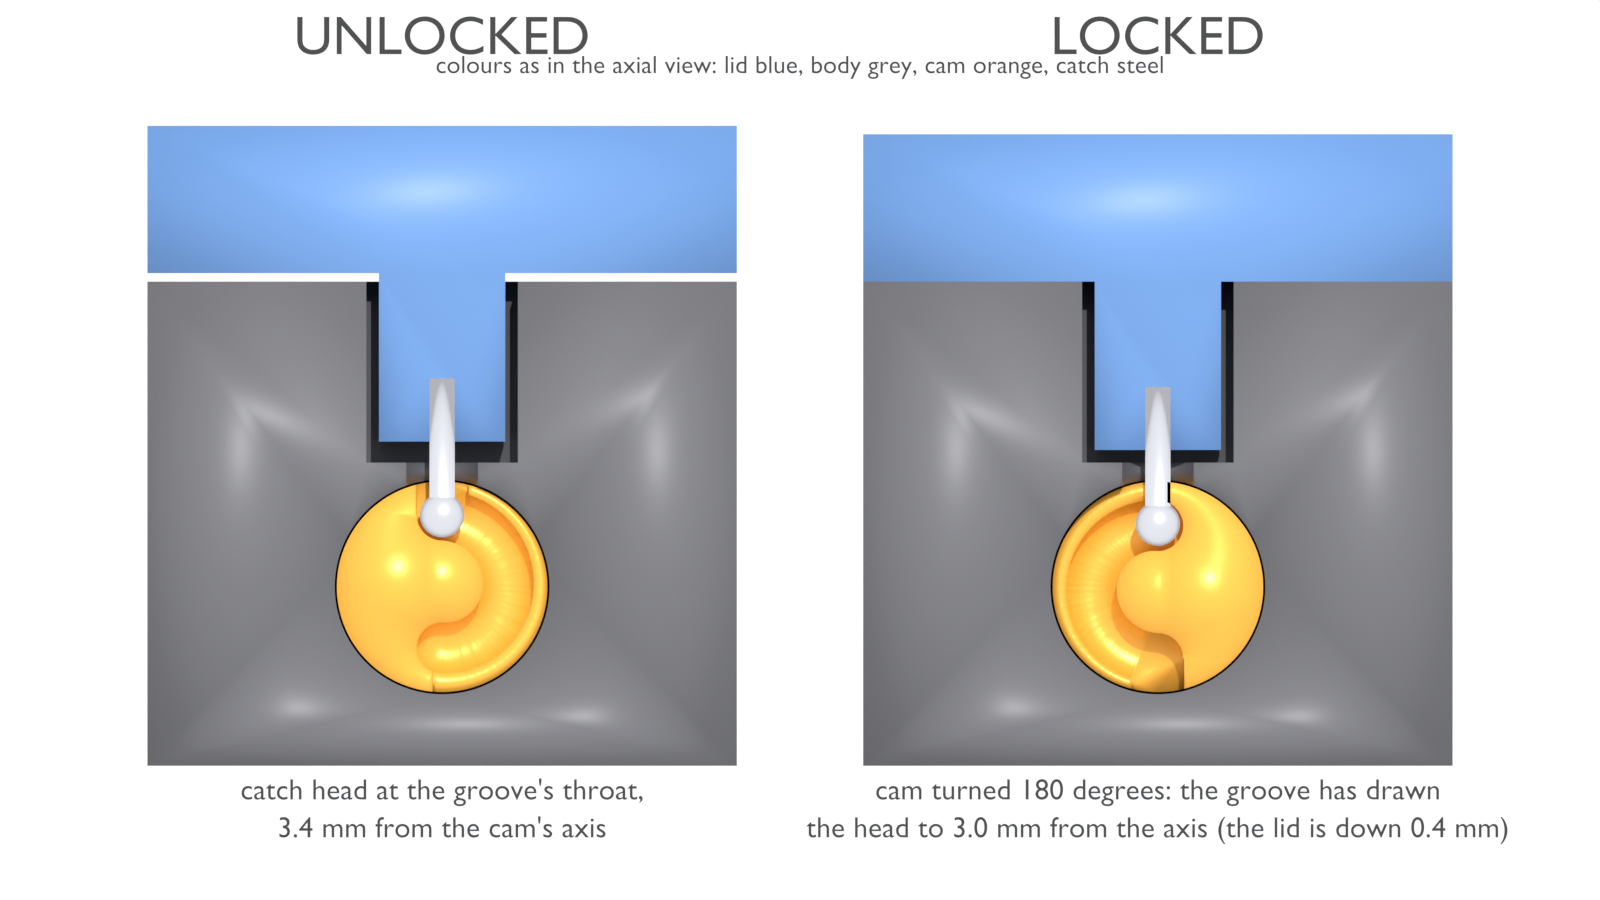 UNLOCKED
LOCKED
colours as in the axial view: lid blue, body grey, cam orange, catch steel
catch head at the groove's throat,
3.4 mm from the cam's axis
cam turned 180 degrees: the groove has drawn
the head to 3.0 mm from the axis (the lid is down 0.4 mm)